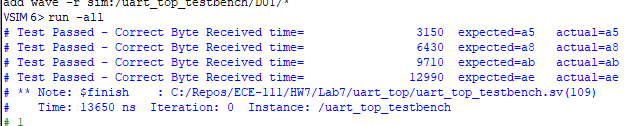 add wave -r sim:/uart_top_testbench/DUT/*
VSIM 6> run -all
# Test Passed - Correct Byte Received time=                3150  expected=a5   actual=a5
# Test Passed - Correct Byte Received time=                6430  expected=a8   actual=a8
# Test Passed - Correct Byte Received time=                9710  expected=ab   actual=ab
# Test Passed - Correct Byte Received time=               12990  expected=ae   actual=ae
# ** Note: $finish    : C:/Repos/ECE-111/HW7/Lab7/uart_top/uart_top_testbench.sv(109)
#    Time: 13650 ns  Iteration: 0  Instance: /uart_top_testbench
# 1